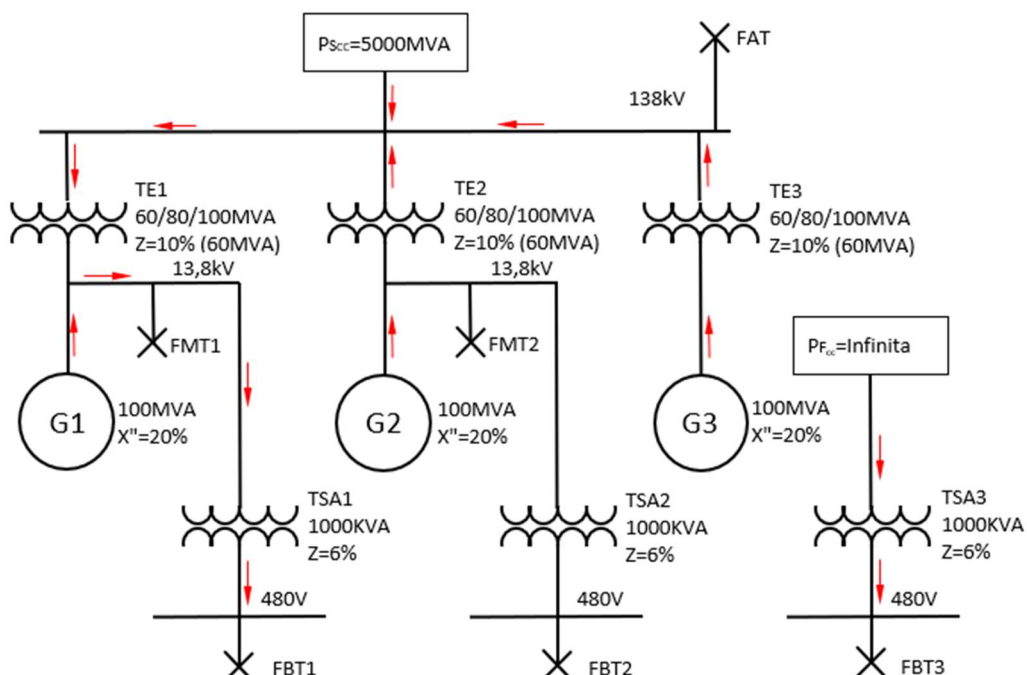 PScc=5000MVA
FAT
138kV
TE1
60/80/100MVA
Z=10% (60MVA)
TE2
60/80/100MVA
Z=10% (60MVA)
TE3
60/80/100MVA
Z=10% (60MVA)
13,8kV
13,8kV
FMT1
FMT2
PFcc=Infinita
G1
100MVA
X"=20%
G2
100MVA
X"=20%
G3
100MVA
X"=20%
TSA1
1000KVA
Z=6%
TSA2
1000KVA
Z=6%
TSA3
1000KVA
Z=6%
480V
480V
480V
FBT1
FBT2
FBT3